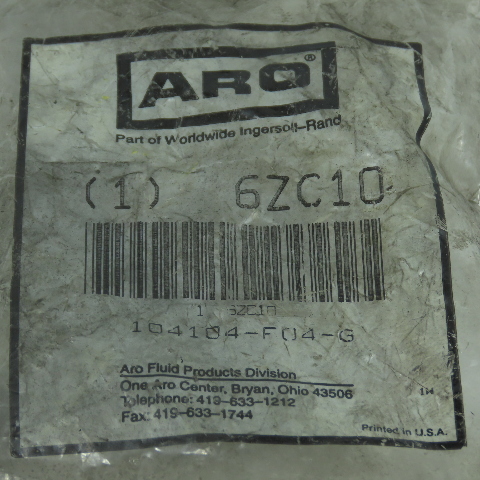 ARO®
Part of Worldwide Ingersoll-Rand
(1) 6ZC10
1 6ZC10
104104-F04-G
Aro Fluid Products Division
One Aro Center, Bryan, Ohio 43506
Telephone: 419-633-1212
Fax: 419-633-1744
Printed in U.S.A.